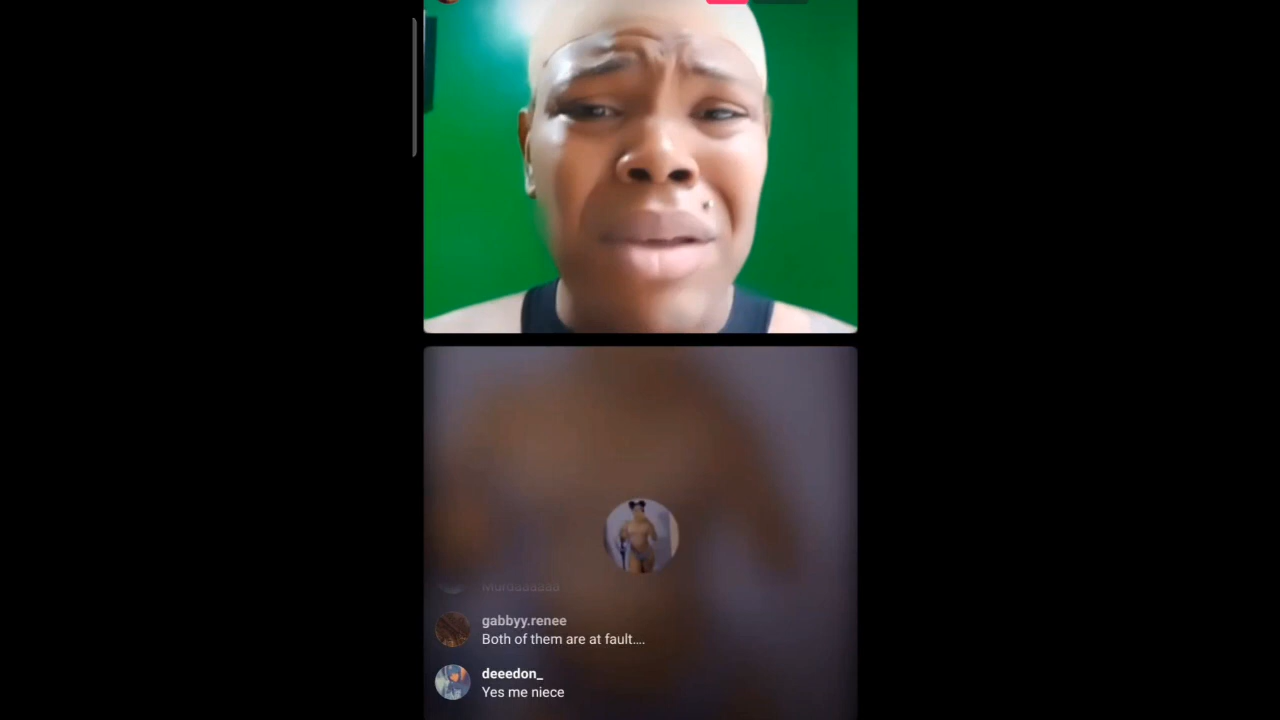 gabbyy.renee
Both of them are at fault....
deeedon_
Yes me niece